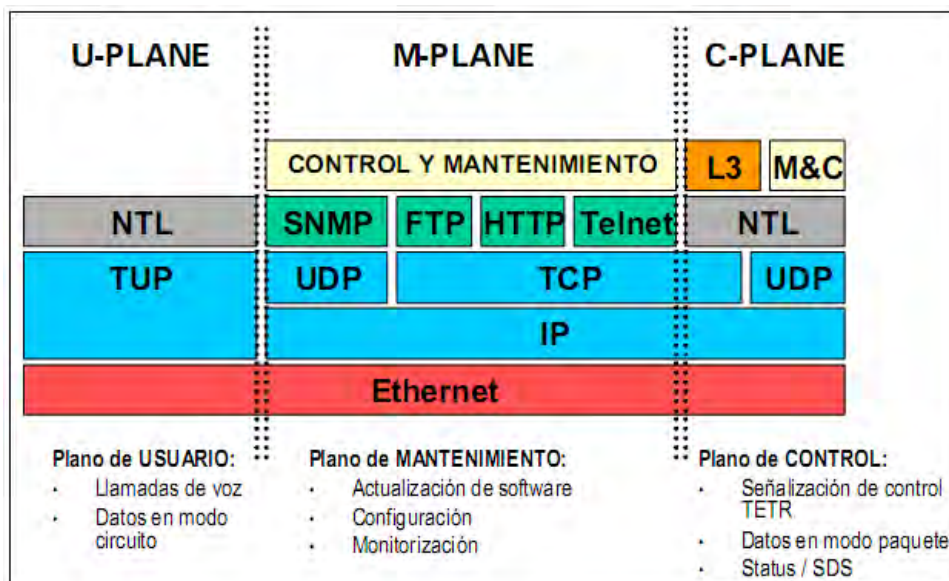 U-PLANE M-PLANE C-PLANE
CONTROL Y MANTENIMIENTO L3 M&C
NTL SNMP FTP HTTP Telnet NTL
TUP UDP TCP UDP
IP
Ethernet
Plano de USUARIO:
· Llamadas de voz
· Datos en modo
circuito
Plano de MANTENIMIENTO:
· Actualización de software
· Configuración
· Monitorización
Plano de CONTROL:
· Señalización de control
TETR
· Datos en modo paquete
· Status / SDS